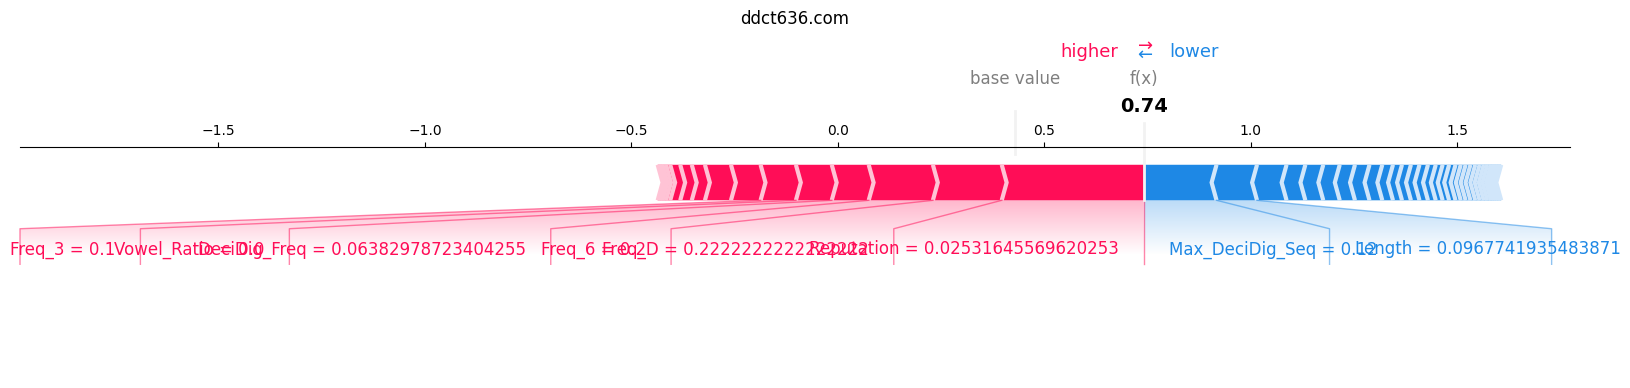 ddct636.com
higher → ← lower
base value f(x)
0.74
−1.5 −1.0 −0.5 0.0 0.5 1.0 1.5
Freq_3 = 0.1 Vowel_Ratio = 0.0 DeciDig_Freq = 0.06382978723404255 Freq_6 = 0.2 Freq_D = 0.2222222222222222 Reputation = 0.02531645569620253 Max_DeciDig_Seq = 0.12 Length = 0.0967741935483871